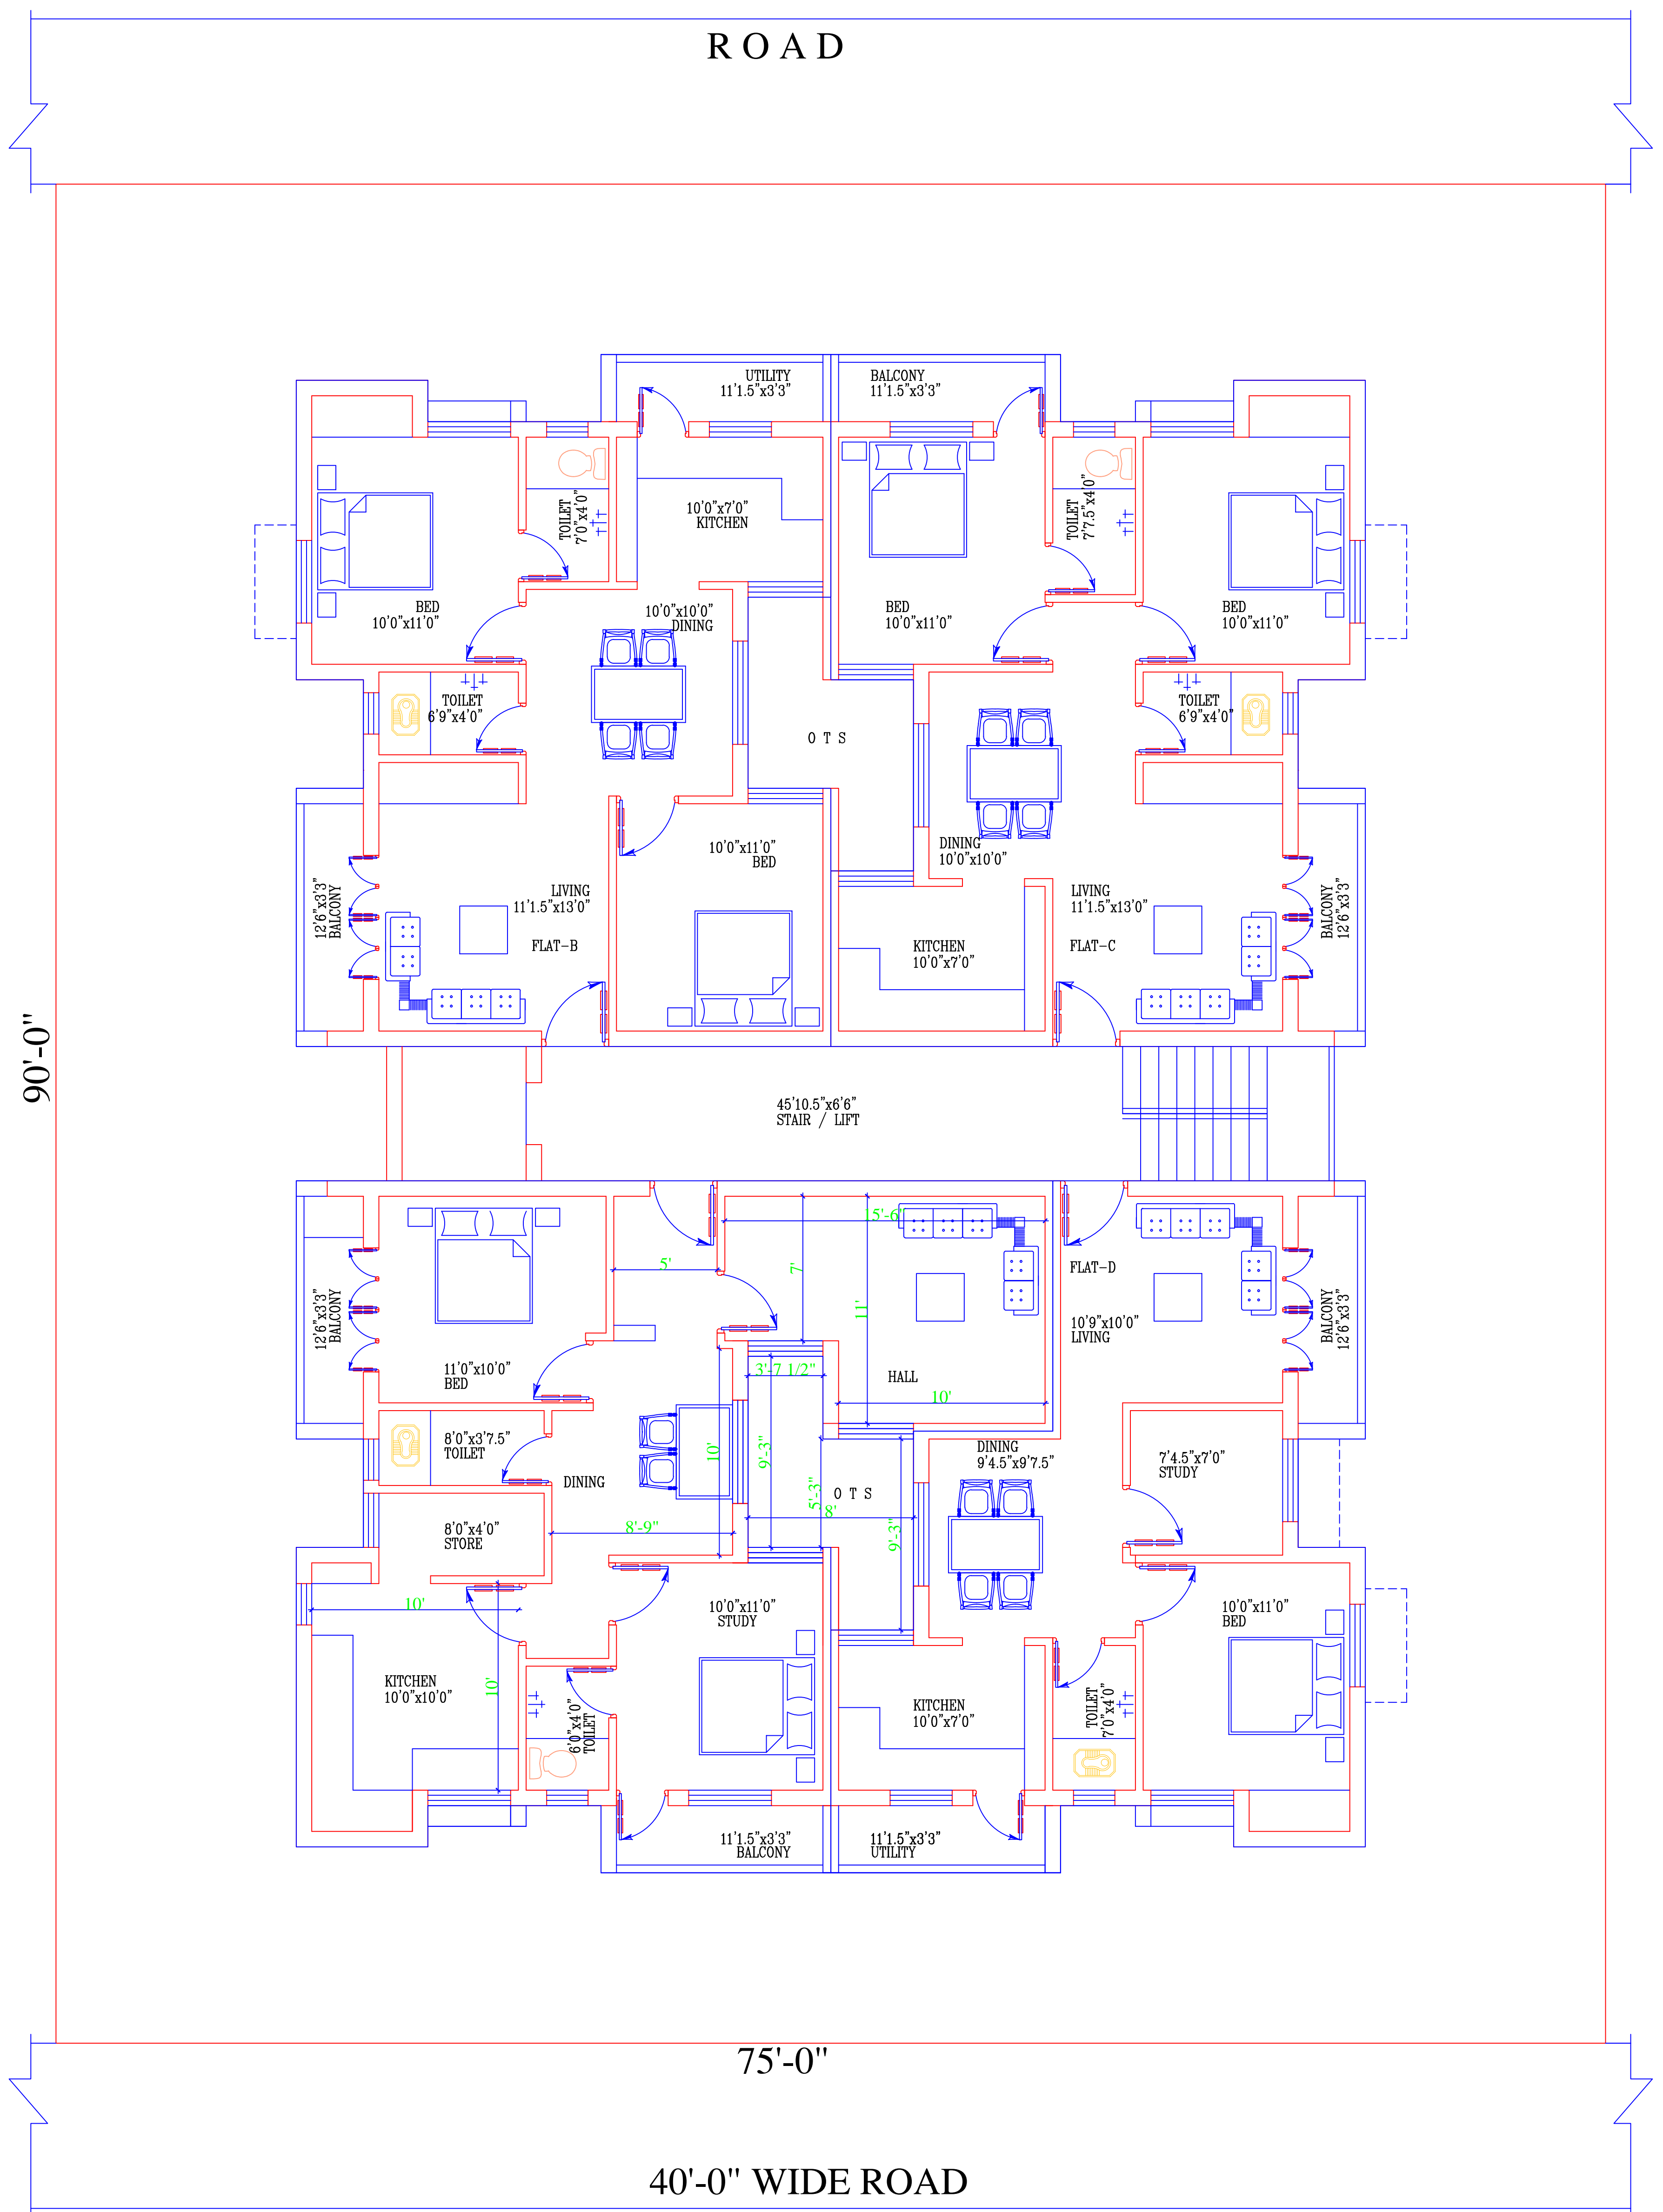 R O A D
UTILITY
11'1.5"x3'3"
BALCONY
11'1.5"x3'3"
10'0"x7'0"
KITCHEN
TOILET
7'0"x4'0"
TOILET
7'7.5"x4'0"
BED
10'0"x11'0"
10'0"x10'0"
DINING
BED
10'0"x11'0"
BED
10'0"x11'0"
TOILET
6'9"x4'0"
TOILET
6'9"x4'0"
O T S
10'0"x11'0"
BED
DINING
10'0"x10'0"
12'6"x3'3"
BALCONY
LIVING
11'1.5"x13'0"
FLAT-B
LIVING
11'1.5"x13'0"
FLAT-C
KITCHEN
10'0"x7'0"
BALCONY
12'6"x3'3"
90'-0"
45'10.5"x6'6"
STAIR / LIFT
15'-6"
5'
7'
11'
FLAT-D
12'6"x3'3"
BALCONY
10'9"x10'0"
LIVING
BALCONY
12'6"x3'3"
11'0"x10'0"
BED
3'-7 1/2"
HALL
10'
8'0"x3'7.5"
TOILET
DINING
10'
9'-3"
DINING
9'4.5"x9'7.5"
7'4.5"x7'0"
STUDY
5'-3"
O T S
8'
9'-3"
8'0"x4'0"
STORE
8'-9"
10'
10'0"x11'0"
STUDY
10'0"x11'0"
BED
KITCHEN
10'0"x10'0"
10'
6'0"x4'0"
TOILET
KITCHEN
10'0"x7'0"
TOILET
7'0"x4'0"
11'1.5"x3'3"
BALCONY
11'1.5"x3'3"
UTILITY
75'-0"
40'-0" WIDE ROAD